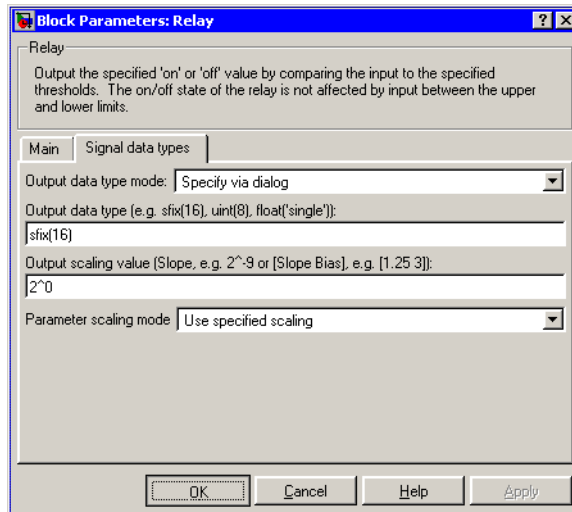 Block Parameters: Relay
Relay
Output the specified 'on' or 'off' value by comparing the input to the specified
thresholds. The on/off state of the relay is not affected by input between the upper
and lower limits.
Main
Signal data types
Output data type mode: Specify via dialog
Output data type (e.g. sfix(16), uint(8), float('single')):
sfix(16)
Output scaling value (Slope, e.g. 2^-9 or [Slope Bias], e.g. [1.25 3]):
2^0
Parameter scaling mode Use specified scaling
OK Cancel Help Apply